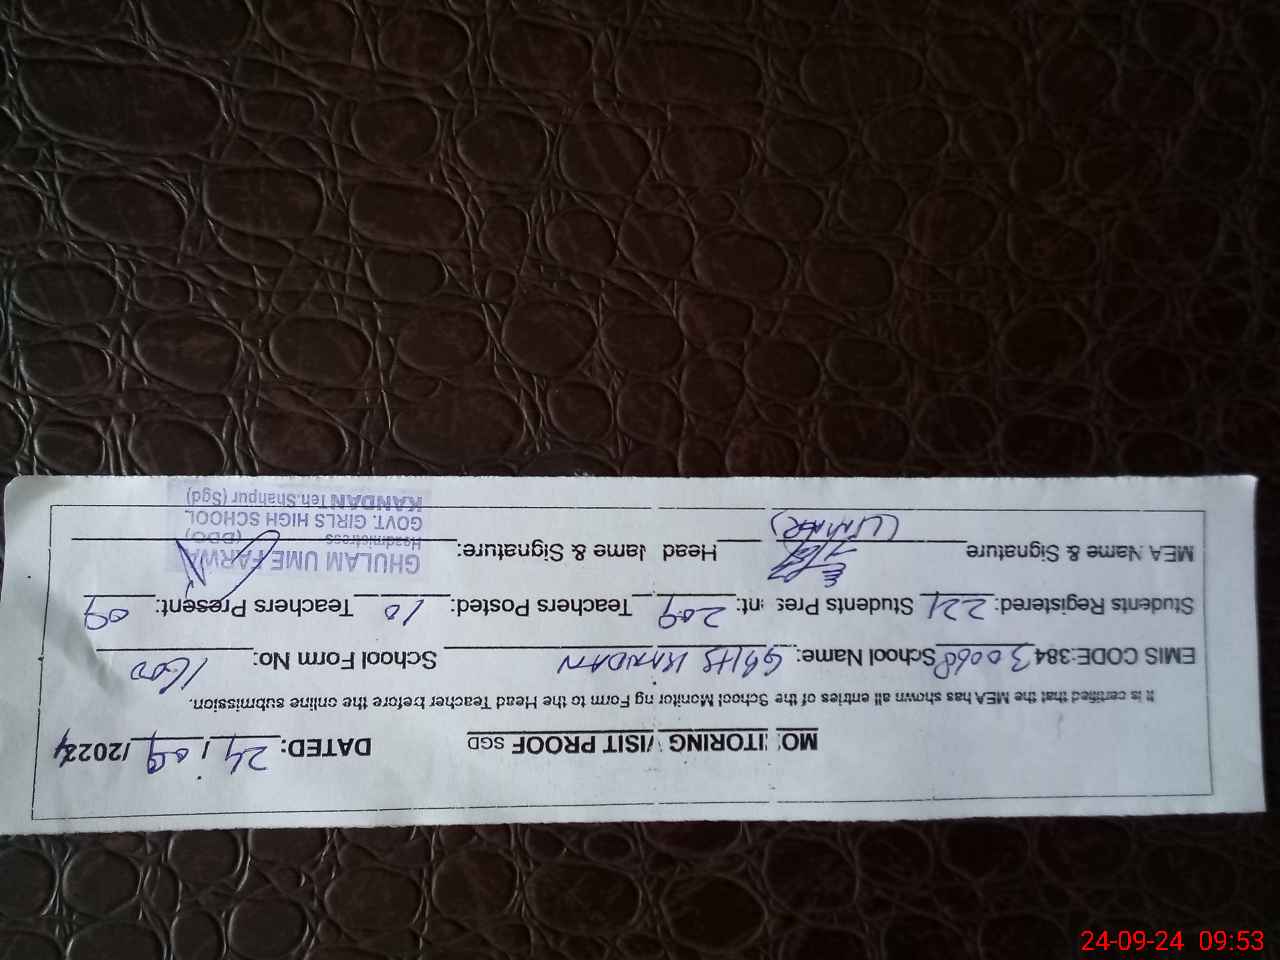 MONITORING VISIT PROOF SGD DATED: 24/09/2024
It is certified that the MEA has shown all entries of the School Monitoring Form to the Head Teacher before the online submission.
EMIS CODE:38430068 School Name: GGHS KANDAN School Form No: 1600
Students Registered: 221 Students Present: 209 Teachers Posted: 10 Teachers Present: 09
MEA Name & Signature Head Name & Signature:
GHULAM UME FARWA
Headmistress (DDO)
GOVT. GIRLS HIGH SCHOOL
KANDAN Teh.Shahpur (Sgd)
24-09-24 09:53